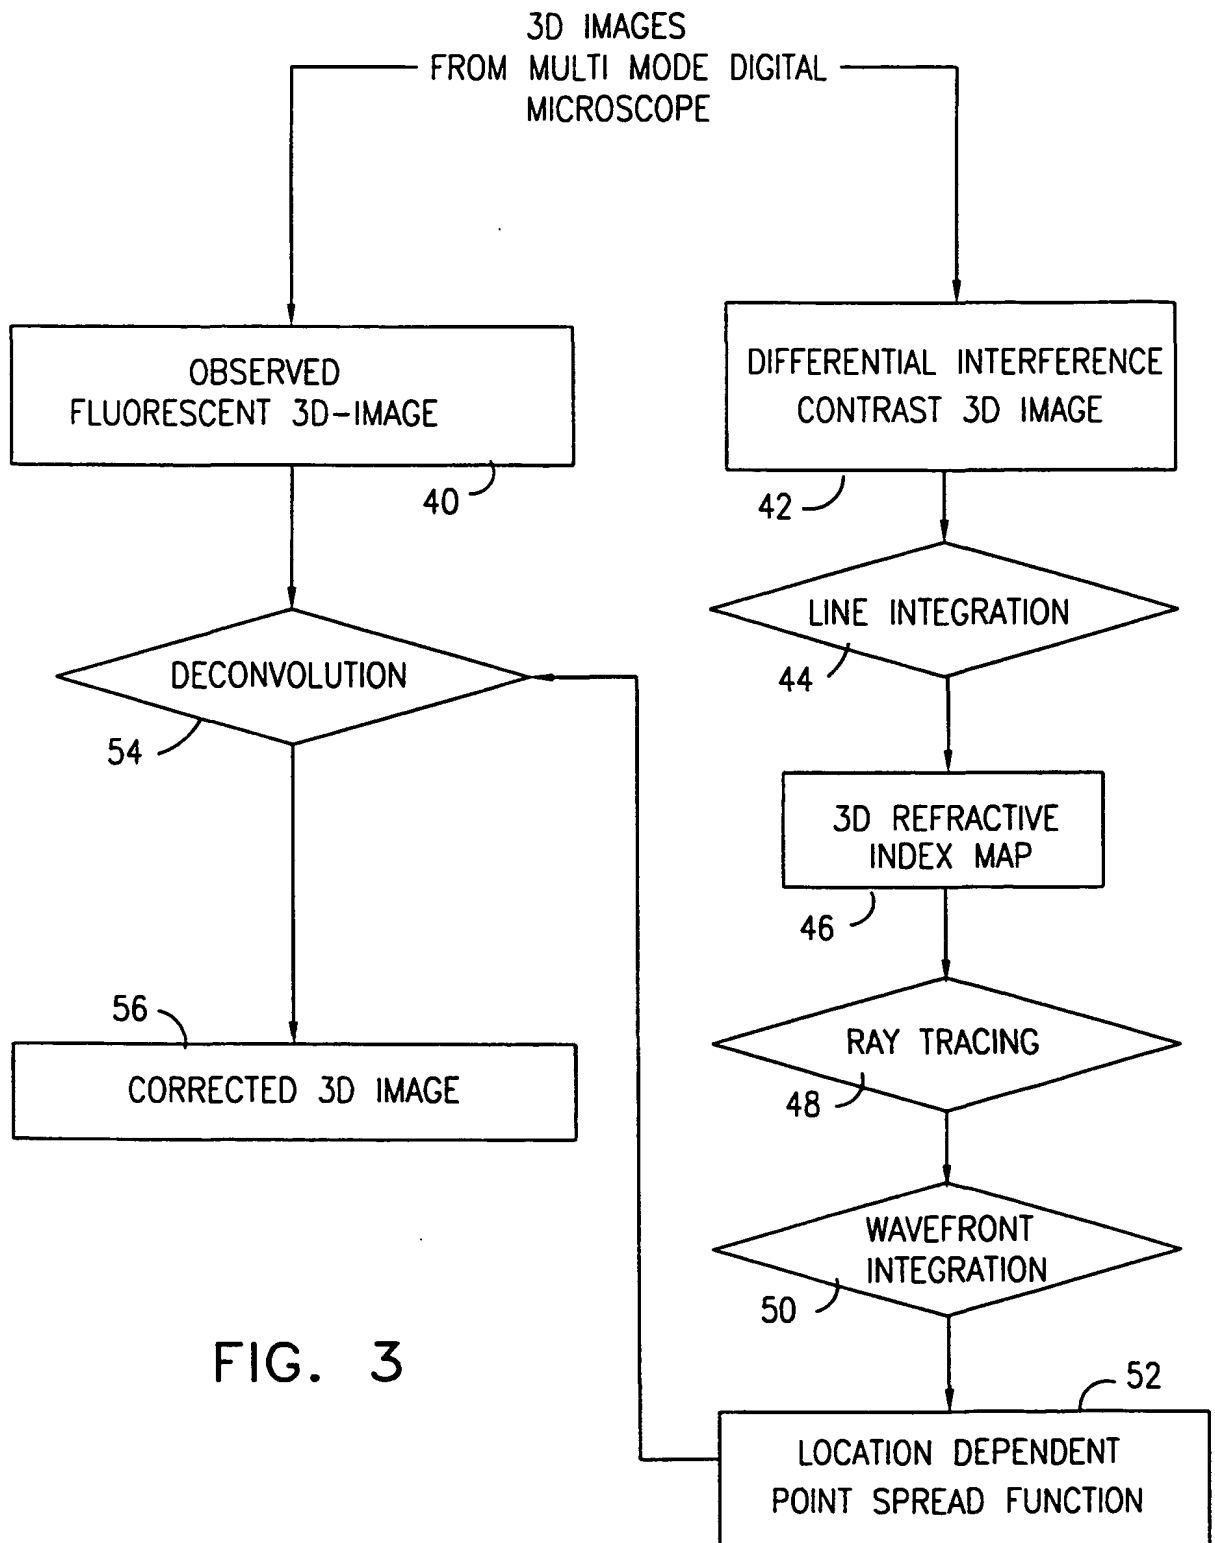 3D IMAGES
FROM MULTI MODE DIGITAL
MICROSCOPE
OBSERVED
FLUORESCENT 3D-IMAGE
40
DIFFERENTIAL INTERFERENCE
CONTRAST 3D IMAGE
42
LINE INTEGRATION
44
DECONVOLUTION
54
3D REFRACTIVE
INDEX MAP
46
56
CORRECTED 3D IMAGE
RAY TRACING
48
WAVEFRONT
INTEGRATION
50
52
LOCATION DEPENDENT
POINT SPREAD FUNCTION
FIG. 3